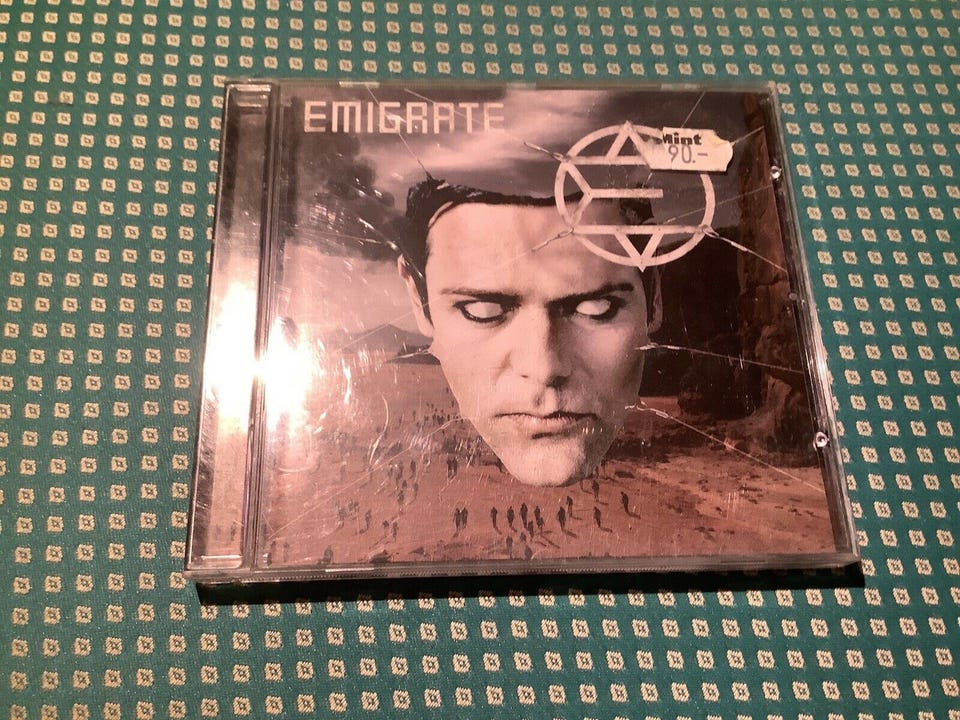 EMIGRATE
Mint
90.-